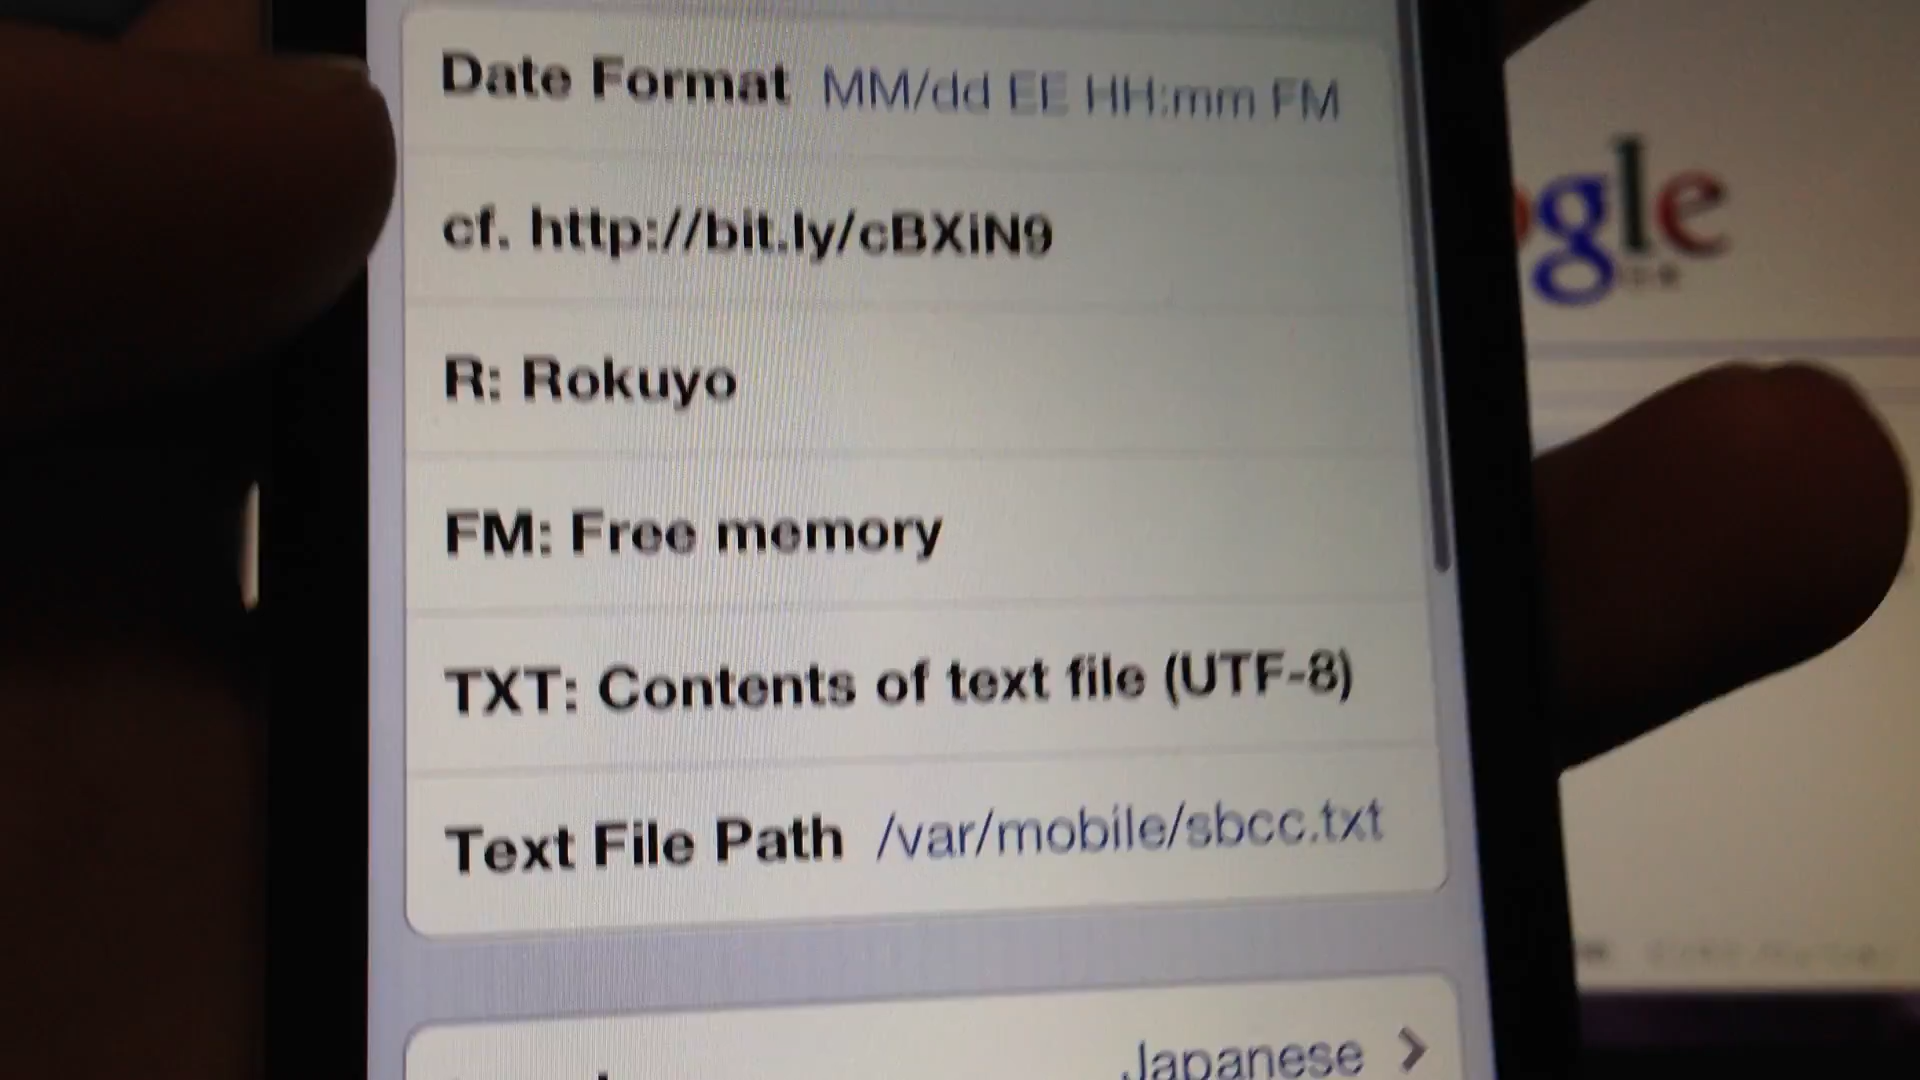 Date Format MM/dd EE HH:mm FM
cf. http://bit.ly/cBXiN9
R: Rokuyo
FM: Free memory
TXT: Contents of text file (UTF-8)
Text File Path /var/mobile/sbcc.txt
Japanese
gle